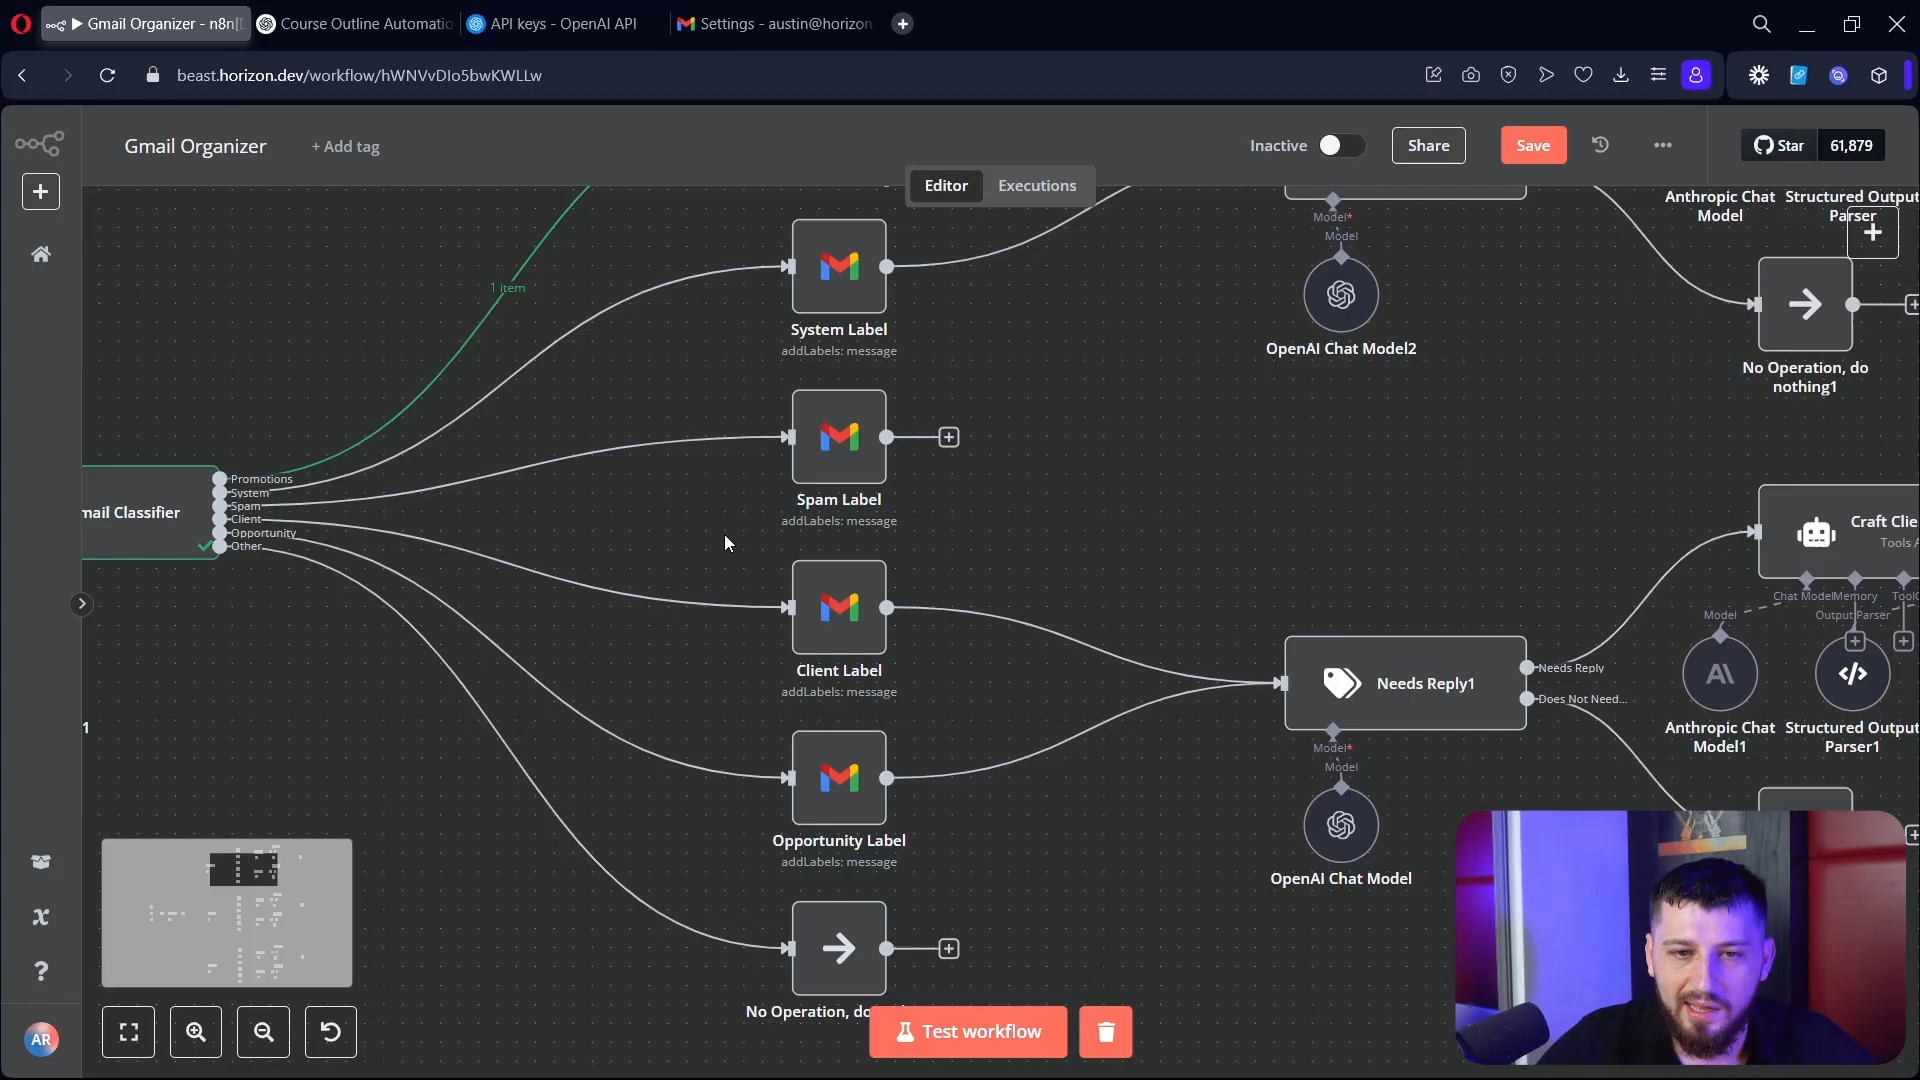 Gmail Organizer - n8n[
Course Outline Automatio
API keys - OpenAI API
Settings - austin@horizon
beast.horizon.dev/workflow/hWNVvDIo5bwKWLLw
Gmail Organizer
+ Add tag
Inactive
Share
Save
Star
61,879
Editor
Executions
Anthropic Chat
Model
Structured Output
Parser
Model*
Model
OpenAI Chat Model2
1 item
System Label
addLabels: message
No Operation, do
nothing1
Spam Label
addLabels: message
mail Classifier
Promotions
System
Spam
Client
Opportunity
Other
Craft Clie
Tools A
Chat Model
Memory
Tool
Output Parser
Model
Client Label
addLabels: message
Needs Reply1
Needs Reply
Does Not Need...
Anthropic Chat
Model1
Structured Output
Parser1
1
Model*
Model
Opportunity Label
addLabels: message
OpenAI Chat Model
No Operation, do
Test workflow
AR